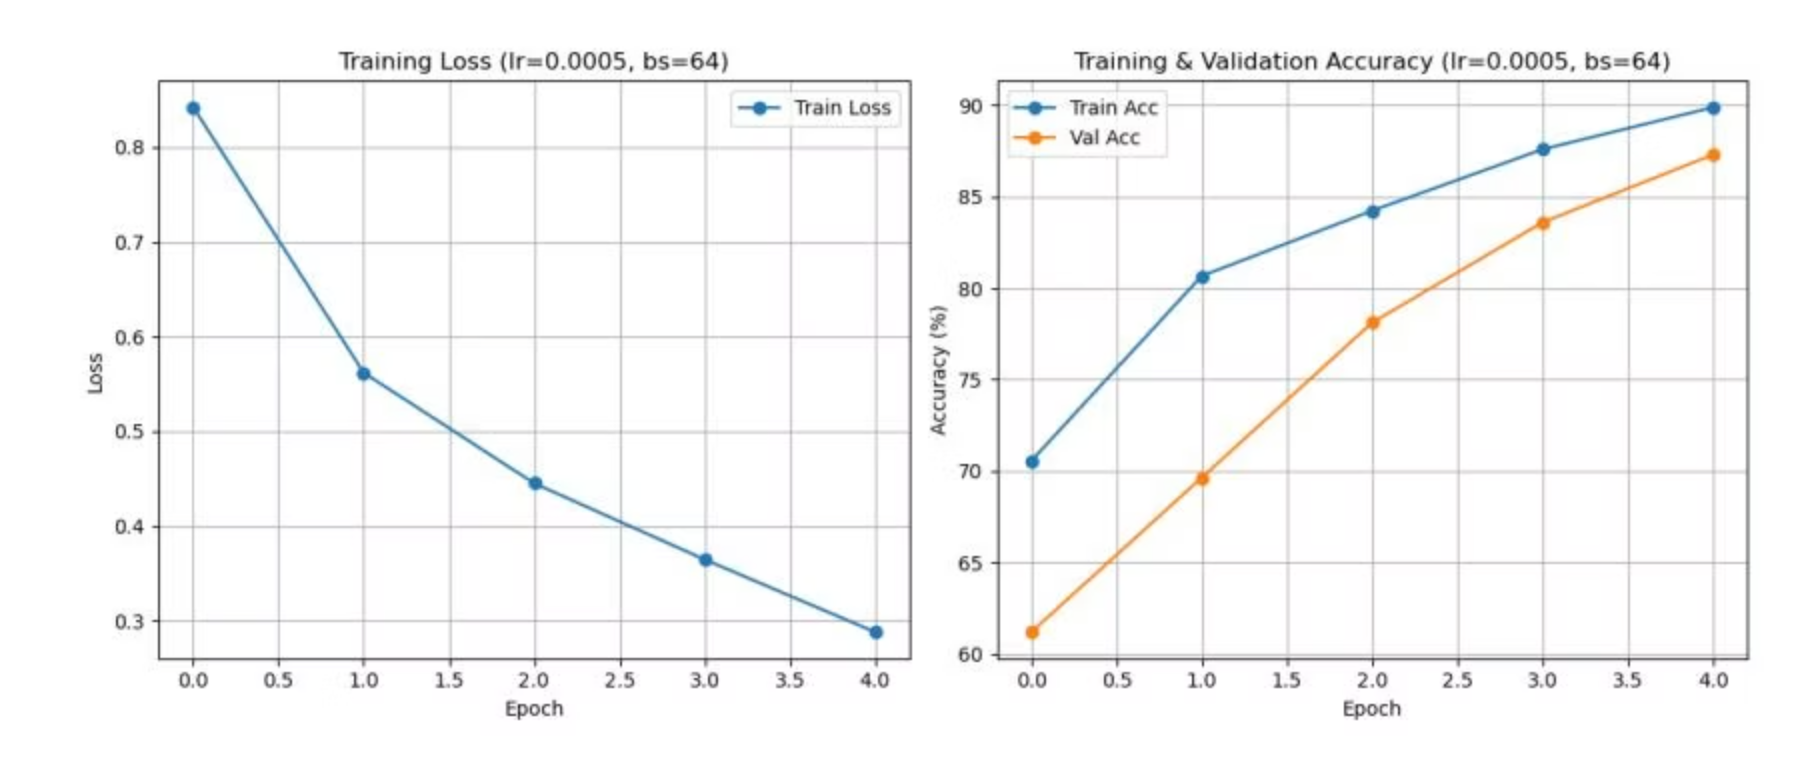 Training Loss (lr=0.0005, bs=64)
Train Loss
0.8
0.7
0.6
0.5
0.4
0.3
Loss
0.0 0.5 1.0 1.5 2.0 2.5 3.0 3.5 4.0
Epoch
Training & Validation Accuracy (lr=0.0005, bs=64)
Train Acc
Val Acc
90
85
80
75
70
65
60
Accuracy (%)
0.0 0.5 1.0 1.5 2.0 2.5 3.0 3.5 4.0
Epoch